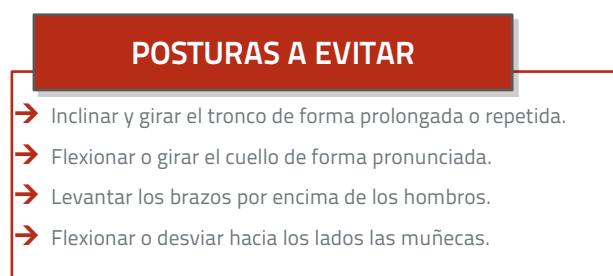 POSTURAS A EVITAR
Inclinar y girar el tronco de forma prolongada o repetida.
Flexionar o girar el cuello de forma pronunciada.
Levantar los brazos por encima de los hombros.
Flexionar o desviar hacia los lados las muñecas.